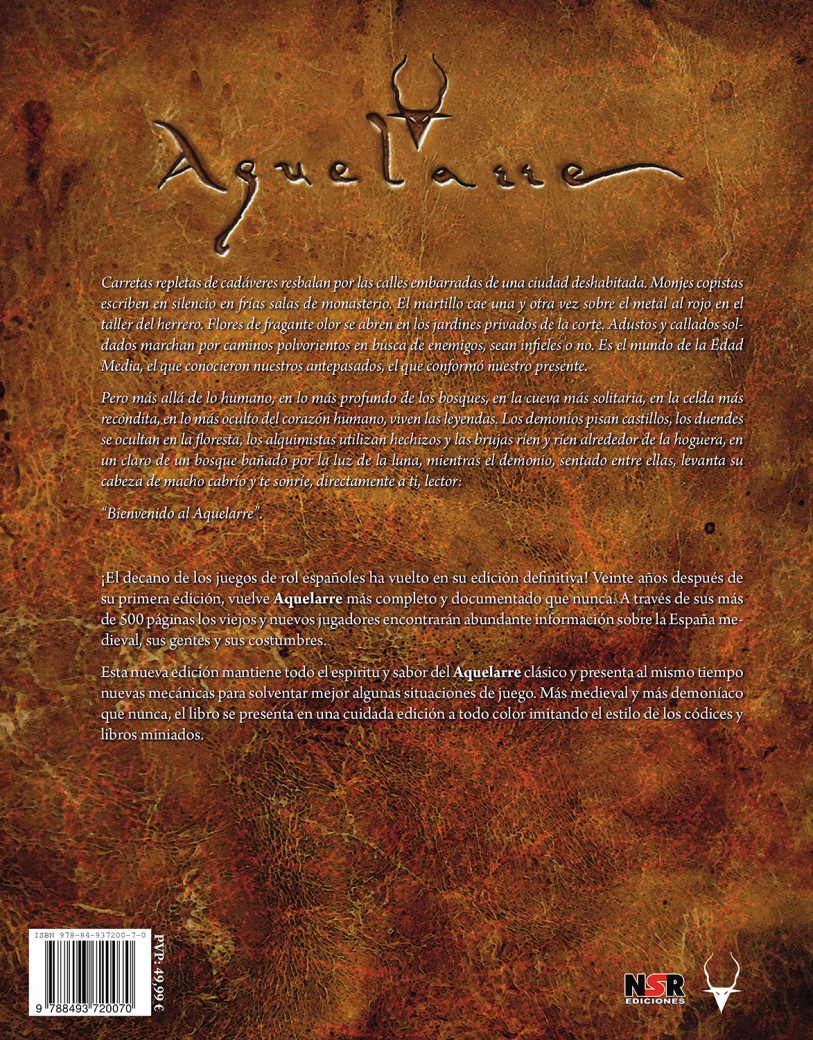 Aquelarre
Carretas repletas de cadáveres resbalan por las calles embarradas de una ciudad deshabitada. Monjes copistas
escriben en silencio en frías salas de monasterio. El martillo cae una y otra vez sobre el metal al rojo en el
taller del herrero. Flores de fragante olor se abren en los jardines privados de la corte. Adustos y callados sol-
dados marchan por caminos polvorientos en busca de enemigos, sean infieles o no. Es el mundo de la Edad
Media, el que conocieron nuestros antepasados, el que conformó nuestro presente.
Pero más allá de lo humano, en lo más profundo de los bosques, en la cueva más solitaria, en la celda más
recóndita, en lo más oculto del corazón humano, viven las leyendas. Los demonios pisan castillos, los duendes
se ocultan en la floresta, los alquimistas utilizan hechizos y las brujas ríen y ríen alrededor de la hoguera, en
un claro de un bosque bañado por la luz de la luna, mientras el demonio, sentado entre ellas, levanta su
cabeza de macho cabrío y te sonríe, directamente a ti, lector:
“Bienvenido al Aquelarre”.
¡El decano de los juegos de rol españoles ha vuelto en su edición definitiva! Veinte años después de
su primera edición, vuelve Aquelarre más completo y documentado que nunca. A través de sus más
de 500 páginas los viejos y nuevos jugadores encontrarán abundante información sobre la España me-
dieval, sus gentes y sus costumbres.
Esta nueva edición mantiene todo el espíritu y sabor del Aquelarre clásico y presenta al mismo tiempo
nuevas mecánicas para solventar mejor algunas situaciones de juego. Más medieval y más demoníaco
que nunca, el libro se presenta en una cuidada edición a todo color imitando el estilo de los códices y
libros miniados.
ISBN 978-84-937200-7-0
9 788493 720070
PVP: 49,99 €
NSR
EDICIONES